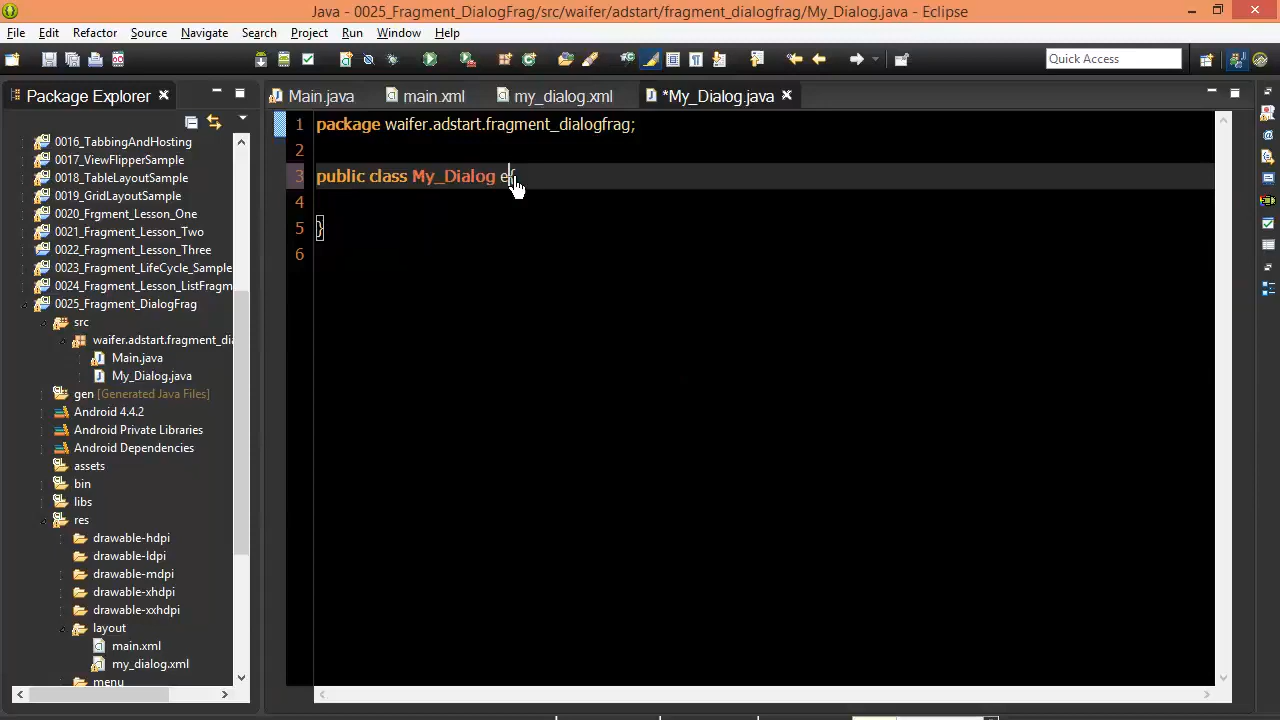 Java - 0025_Fragment_DialogFrag/src/waifer/adstart/fragment_dialogfrag/My_Dialog.java - Eclipse
File Edit Refactor Source Navigate Search Project Run Window Help
Quick Access
Package Explorer
Main.java main.xml my_dialog.xml *My_Dialog.java
0016_TabbingAndHosting
0017_ViewFlipperSample
0018_TableLayoutSample
0019_GridLayoutSample
0020_Frgment_Lesson_One
0021_Fragment_Lesson_Two
0022_Fragment_Lesson_Three
0023_Fragment_LifeCycle_Sample
0024_Fragment_Lesson_ListFragm
0025_Fragment_DialogFrag
src
waifer.adstart.fragment_dia
Main.java
My_Dialog.java
gen [Generated Java Files]
Android 4.4.2
Android Private Libraries
Android Dependencies
assets
bin
libs
res
drawable-hdpi
drawable-ldpi
drawable-mdpi
drawable-xhdpi
drawable-xxhdpi
layout
main.xml
my_dialog.xml
menu
1 package waifer.adstart.fragment_dialogfrag;
2
3 public class My_Dialog e{
4
5 }
6